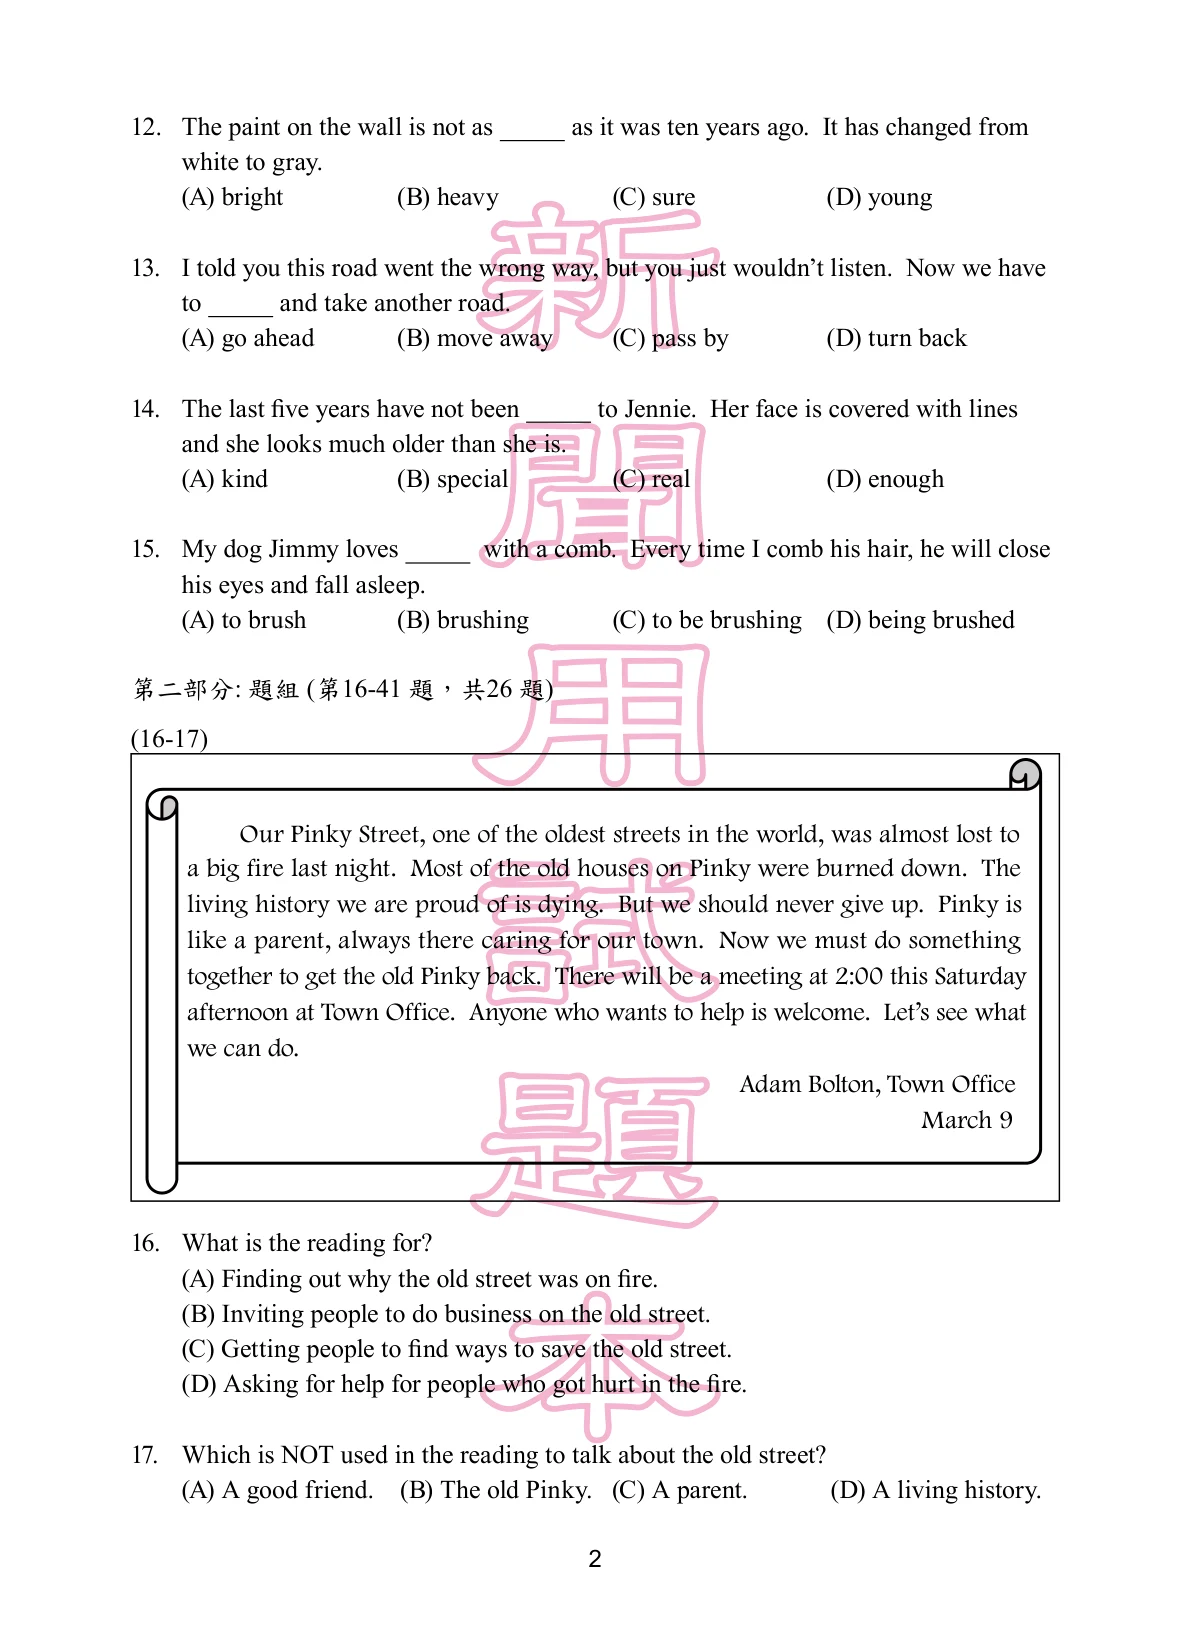 12. The paint on the wall is not as _____ as it was ten years ago. It has changed from
white to gray.
(A) bright (B) heavy (C) sure (D) young
13. I told you this road went the wrong way, but you just wouldn’t listen. Now we have
to _____ and take another road.
(A) go ahead (B) move away (C) pass by (D) turn back
14. The last five years have not been _____ to Jennie. Her face is covered with lines
and she looks much older than she is.
(A) kind (B) special (C) real (D) enough
15. My dog Jimmy loves _____ with a comb. Every time I comb his hair, he will close
his eyes and fall asleep.
(A) to brush (B) brushing (C) to be brushing (D) being brushed
第二部分: 題組 (第16-41 題，共26 題)
(16-17)
Our Pinky Street, one of the oldest streets in the world, was almost lost to
a big fire last night. Most of the old houses on Pinky were burned down. The
living history we are proud of is dying. But we should never give up. Pinky is
like a parent, always there caring for our town. Now we must do something
together to get the old Pinky back. There will be a meeting at 2:00 this Saturday
afternoon at Town Office. Anyone who wants to help is welcome. Let’s see what
we can do.
Adam Bolton, Town Office
March 9
16. What is the reading for?
(A) Finding out why the old street was on fire.
(B) Inviting people to do business on the old street.
(C) Getting people to find ways to save the old street.
(D) Asking for help for people who got hurt in the fire.
17. Which is NOT used in the reading to talk about the old street?
(A) A good friend. (B) The old Pinky. (C) A parent. (D) A living history.
2
新聞用試題本